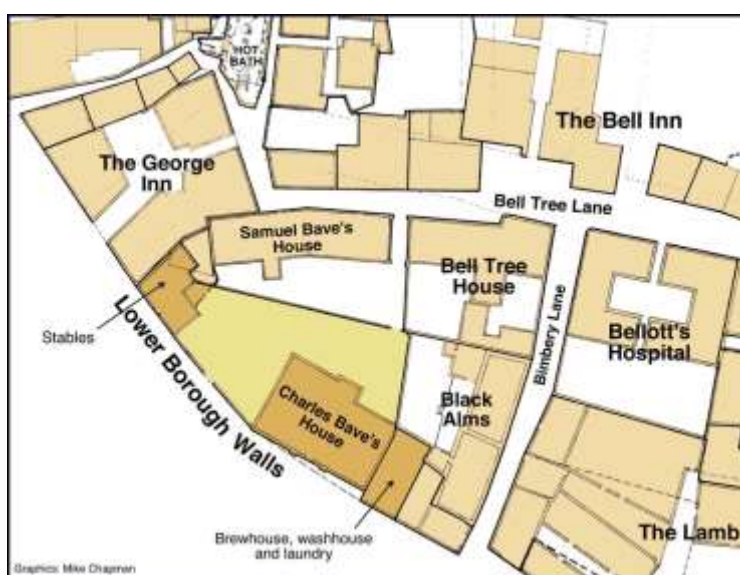 HOT
BATH
The Bell Inn
The George
Inn
Bell Tree Lane
Samuel Bave's
House
Bell Tree
House
Stables
Lower Borough Walls
Bimbery Lane
Bellott's
Hospital
Charles Bave's
House
Black
Alms
Brewhouse, washhouse
and laundry
The Lamb
Graphics: Mike Chapman